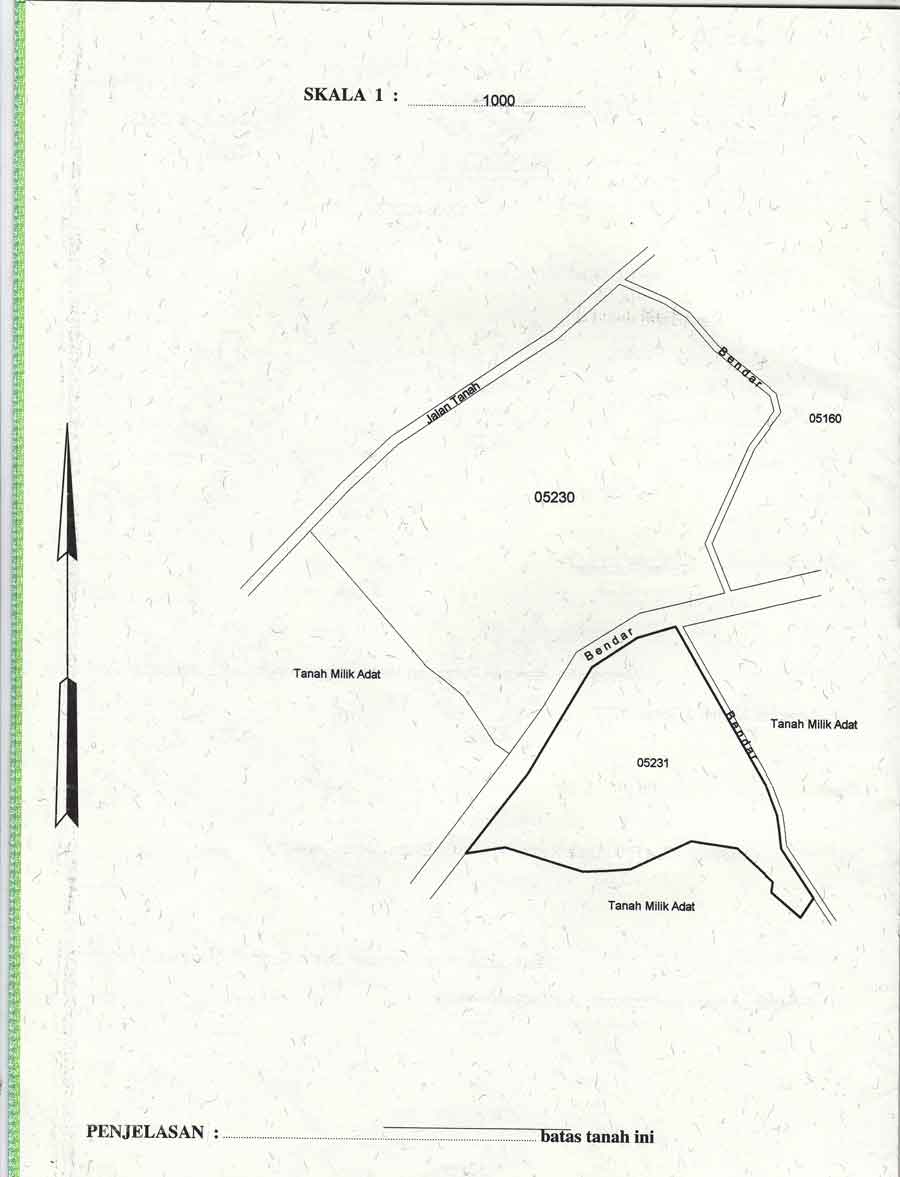 SKALA 1 : 1000
Bendar
Jalan Tanah
05160
05230
Bendar
Tanah Milik Adat
Bendar
Tanah Milik Adat
05231
Tanah Milik Adat
PENJELASAN : batas tanah ini